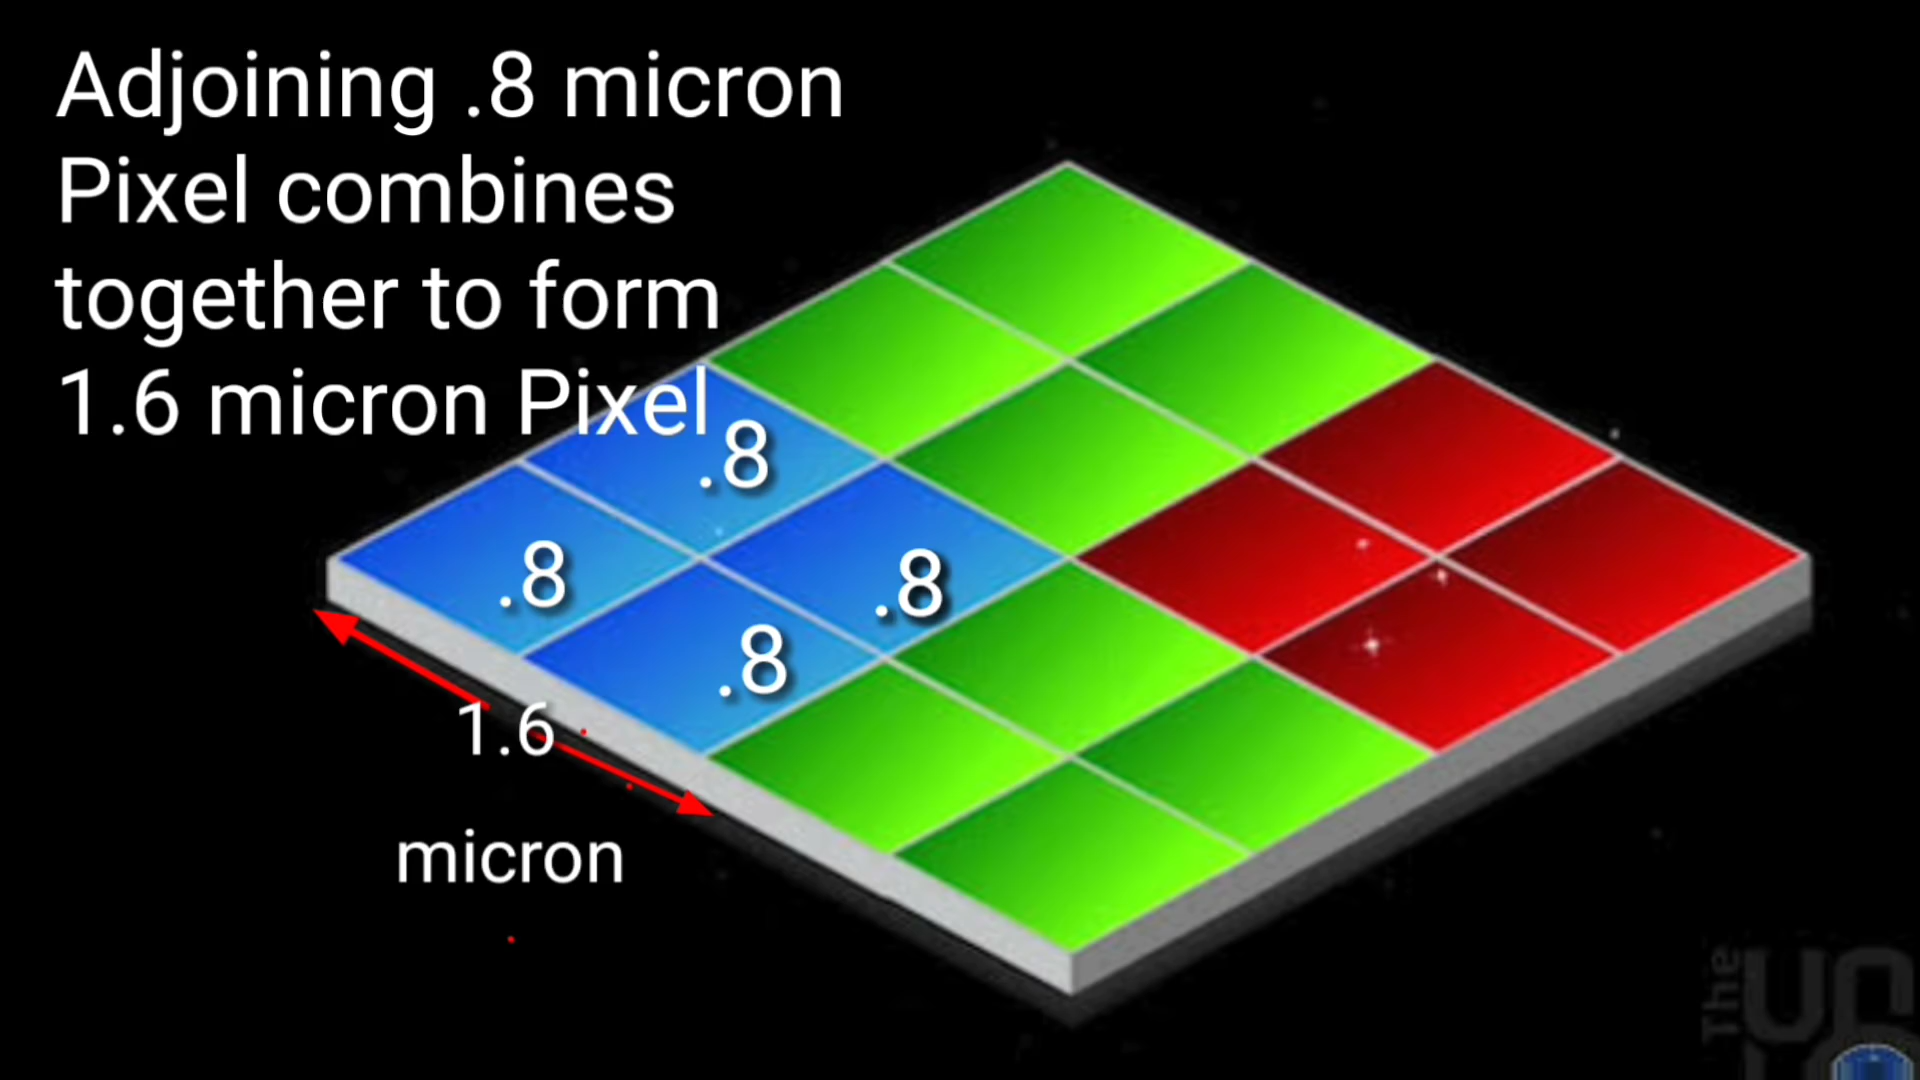 Adjoining .8 micron
Pixel combines
together to form
1.6 micron Pixel
.8
.8
.8
.8
1.6
micron
The